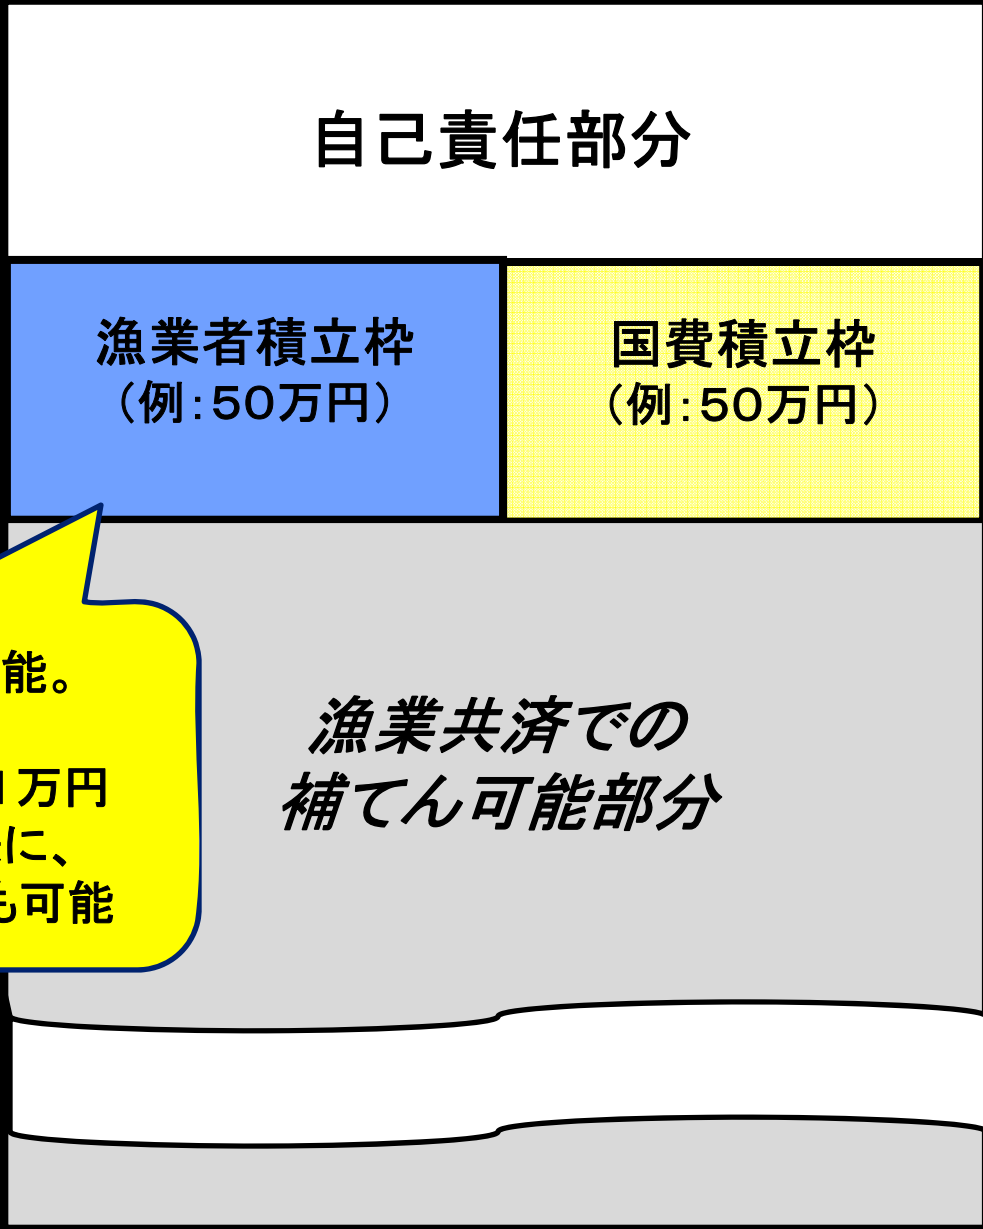 自己責任部分
漁業者積立枠
（例：５０万円）
国費積立枠
（例：５０万円）
能。
１万円
に、
も可能
漁業共済での
補てん可能部分